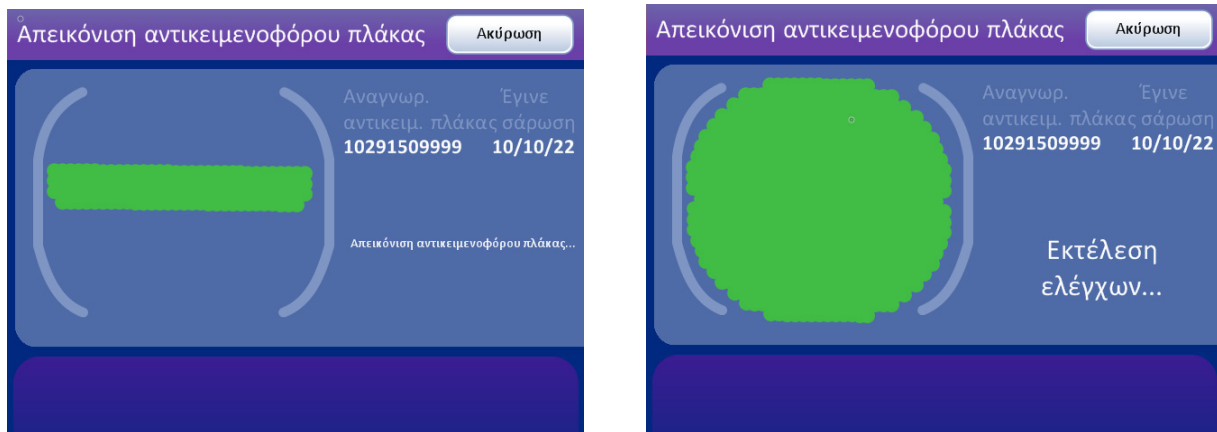 Απεικόνιση αντικειμενοφόρου πλάκας
Ακύρωση
Αναγνωρ. Έγινε
αντικειμ. πλάκας σάρωση
10291509999 10/10/22
Απεικόνιση αντικειμενοφόρου πλάκας...
Απεικόνιση αντικειμενοφόρου πλάκας
Ακύρωση
Αναγνωρ. Έγινε
αντικειμ. πλάκας σάρωση
10291509999 10/10/22
Εκτέλεση
ελέγχων...